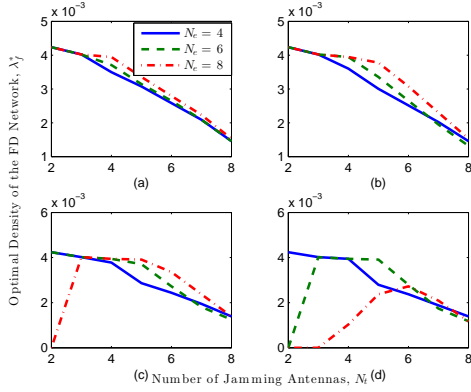 x 10⁻³
x 10⁻³
5
4
3
2
1
2
4
6
8
(a)
N_e = 4
N_e = 6
N_e = 8
5
4
3
2
1
2
4
6
8
(b)
Optimal Density of the FD Network, λ*_f
x 10⁻³
x 10⁻³
6
4
2
0
2
4
6
8
(c)
6
4
2
0
2
4
6
8
(d)
Number of Jamming Antennas, N_t